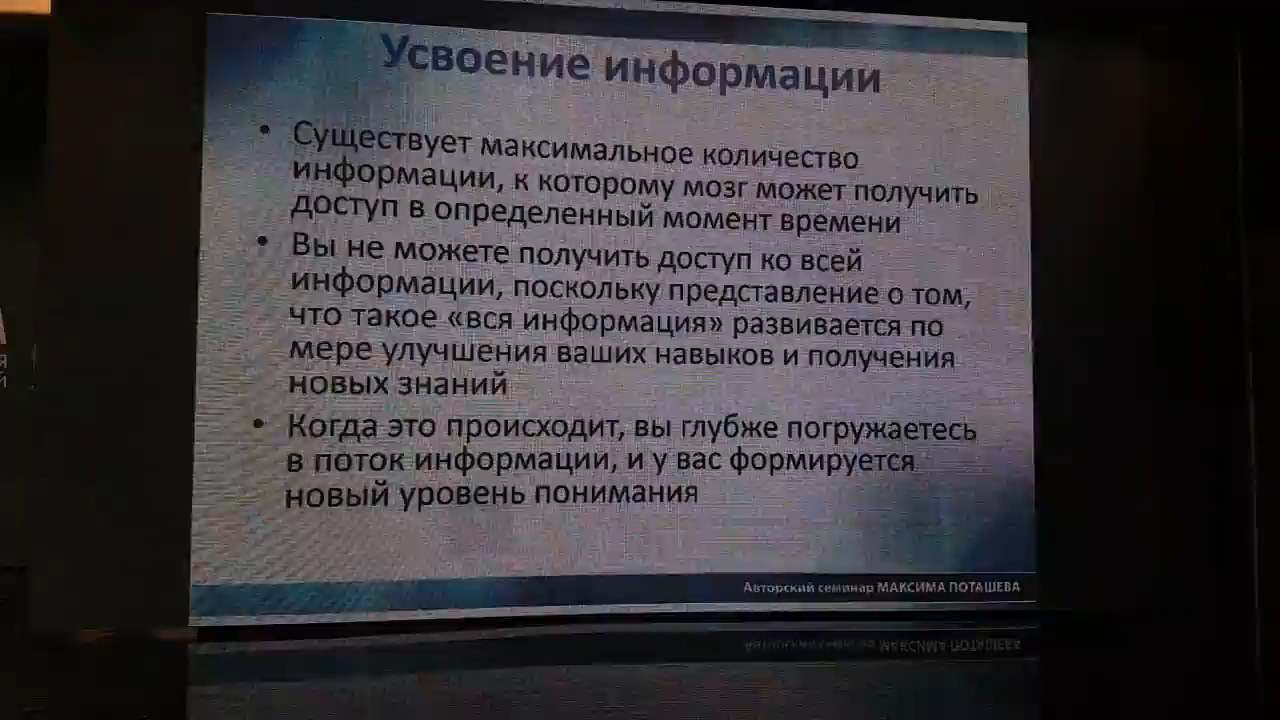 Усвоение информации
• Существует максимальное количество
информации, к которому мозг может получить
доступ в определенный момент времени
• Вы не можете получить доступ ко всей
информации, поскольку представление о том,
что такое «вся информация» развивается по
мере улучшения ваших навыков и получения
новых знаний
• Когда это происходит, вы глубже погружаетесь
в поток информации, и у вас формируется
новый уровень понимания
Авторский семинар МАКСИМА ПОТАШЕВА